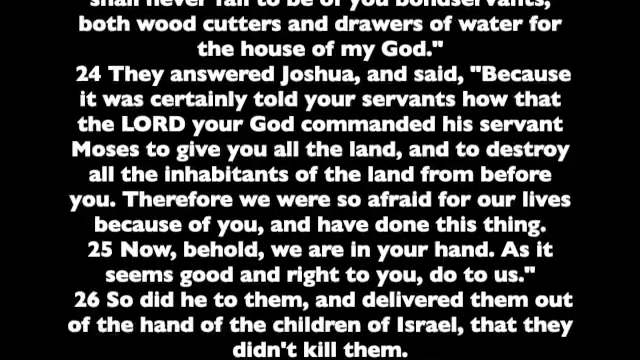 shall never fail to be of you bondservants,
both wood cutters and drawers of water for
the house of my God."
24 They answered Joshua, and said, "Because
it was certainly told your servants how that
the LORD your God commanded his servant
Moses to give you all the land, and to destroy
all the inhabitants of the land from before
you. Therefore we were so afraid for our lives
because of you, and have done this thing.
25 Now, behold, we are in your hand. As it
seems good and right to you, do to us."
26 So did he to them, and delivered them out
of the hand of the children of Israel, that they
didn't kill them.